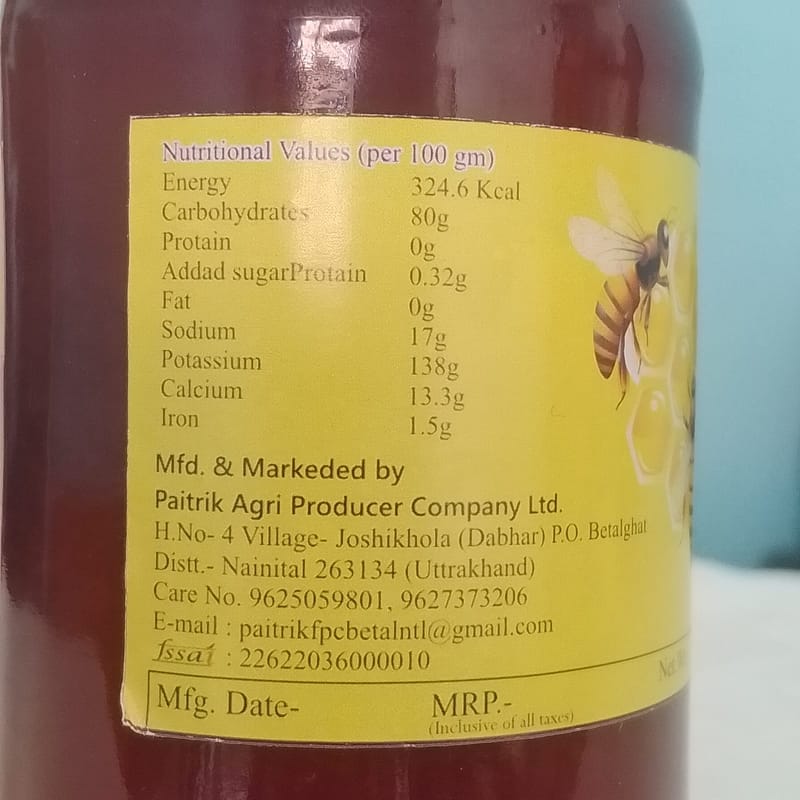 Nutritional Values (per 100 gm)
Energy 324.6 Kcal
Carbohydrates 80g
Protain 0g
Addad sugarProtain 0.32g
Fat 0g
Sodium 17g
Potassium 138g
Calcium 13.3g
Iron 1.5g
Mfd. & Markeded by
Paitrik Agri Producer Company Ltd.
H.No- 4 Village- Joshikhola (Dabhar) P.O. Betalghat
Distt.- Nainital 263134 (Uttrakhand)
Care No. 9625059801, 9627373206
E-mail : paitrikfpcbetalntl@gmail.com
fssai : 22622036000010
Net
Mfg. Date- MRP.-
(Inclusive of all taxes)